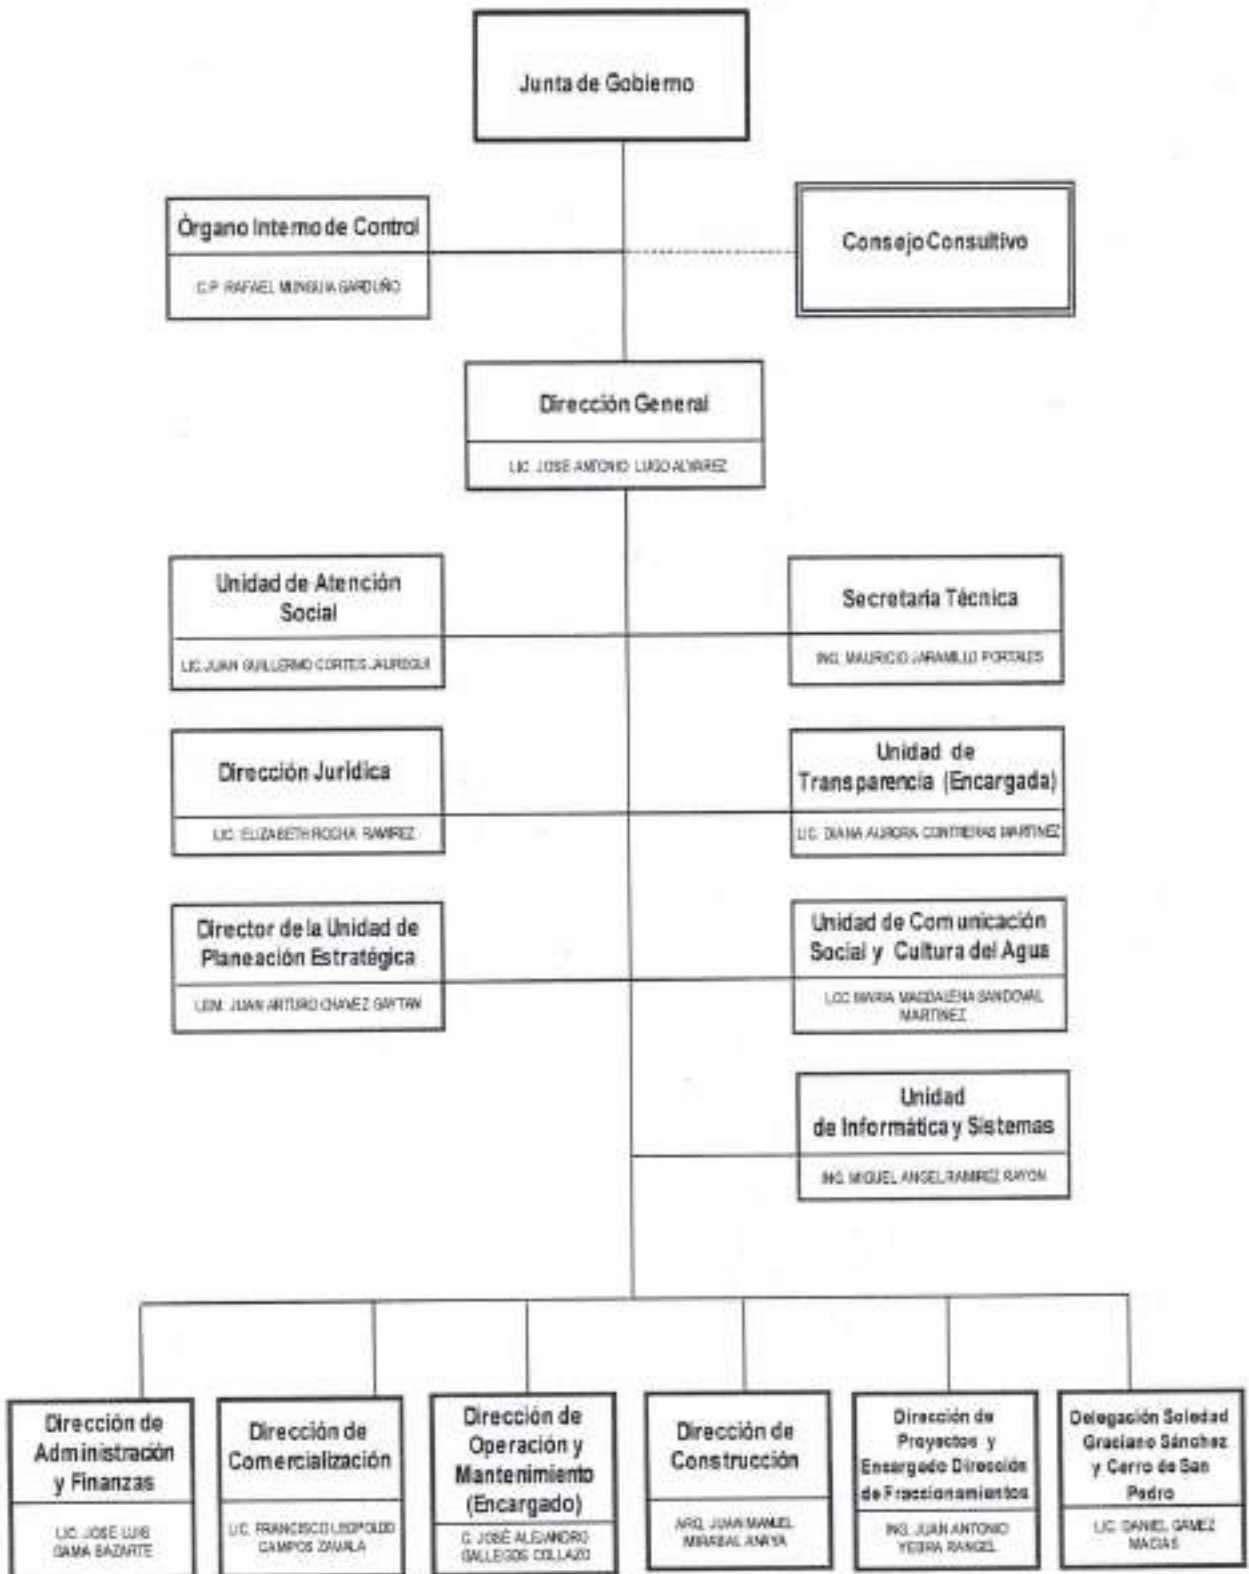 Junta de Gobierno
Órgano Interno de Control
C.P. RAFAEL MUNGUIA GARDUÑO
Consejo Consultivo
Dirección General
LIC. JOSE ANTONIO LUGO ALVAREZ
Unidad de Atención
Social
LIC. JUAN GUILLERMO CORTES JAUREGUI
Secretaria Técnica
ING. MAURICIO JARAMILLO PORTALES
Dirección Jurídica
LIC. ELIZABETH ROCHA RAMIREZ
Unidad de
Transparencia (Encargada)
LIC. DIANA AURORA CONTRERAS MARTINEZ
Director de la Unidad de
Planeación Estratégica
JUAN ARTURO CHAVEZ GAYTAN
Unidad de Comunicación
Social y Cultura del Agua
LCC MARIA MAGDALENA SANDOVAL
MARTINEZ
Unidad
de Informática y Sistemas
ING. MIGUEL ANGEL RAMIREZ RAYON
Dirección de
Administración
y Finanzas
LIC. JOSE LUIS
GAMA BAZARTE
Dirección de
Comercialización
LIC. FRANCISCO LEOPOLDO
CAMPOS ZAVALA
Dirección de
Operación y
Mantenimiento
(Encargado)
C. JOSÉ ALEJANDRO
GALLEGOS COLLAZO
Dirección de
Construcción
ARQ. JUAN MANUEL
MIRABAL ANAYA
Dirección de
Proyectos y
Encargado Dirección
de Fraccionamientos
ING. JUAN ANTONIO
YEBRA RANGEL
Delegación Soledad
Graciano Sánchez
y Cerro de San
Pedro
LIC. DANIEL GAMEZ
MACIAS